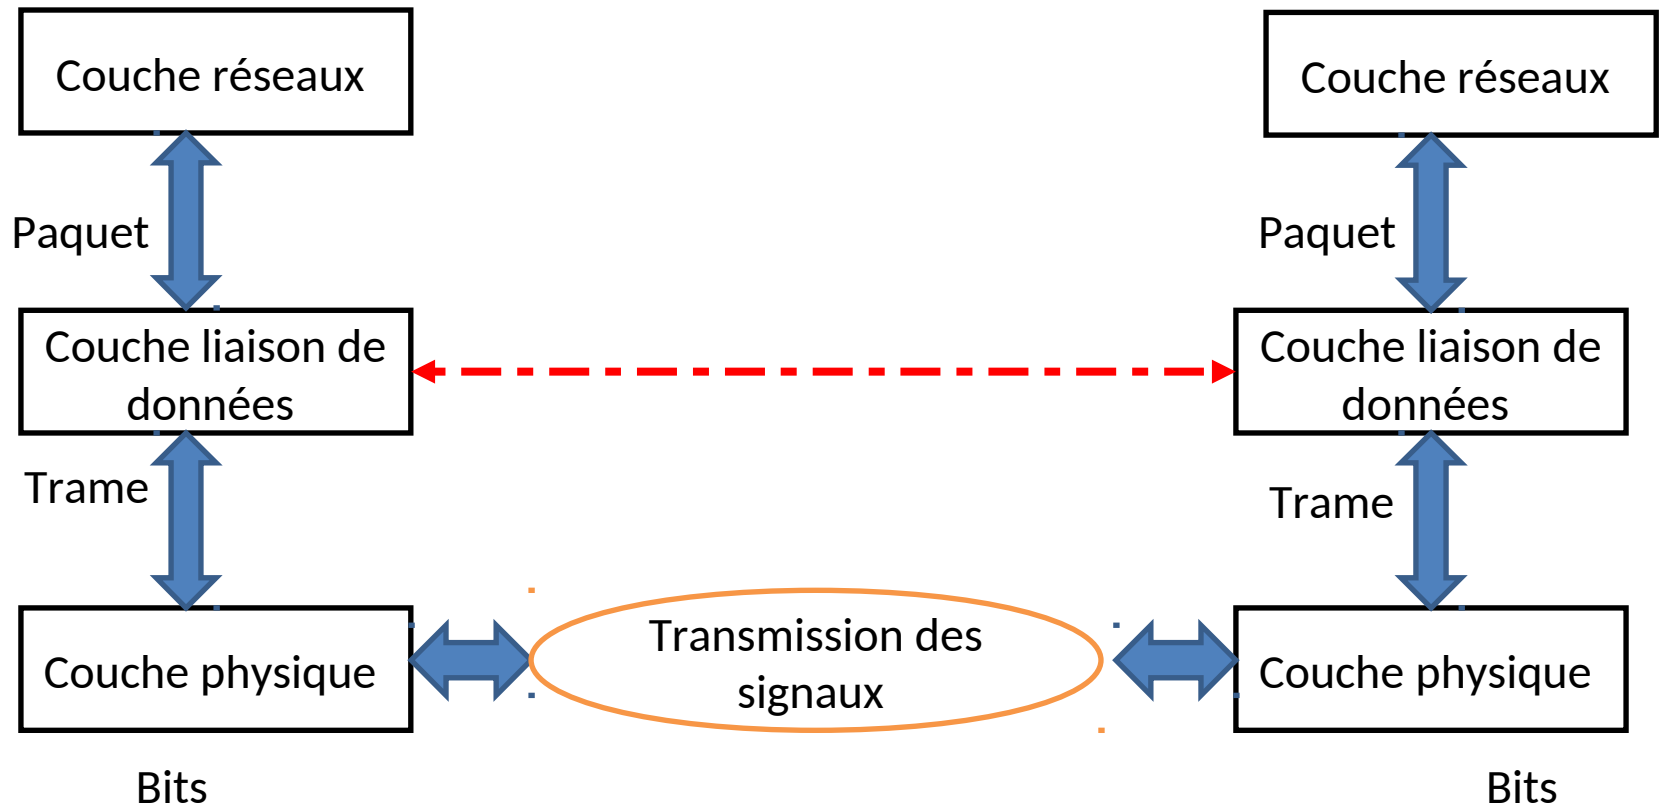 Couche réseaux
Couche réseaux
Paquet
Paquet
Couche liaison de
données
Couche liaison de
données
Trame
Trame
Couche physique
Transmission des
signaux
Couche physique
Bits
Bits